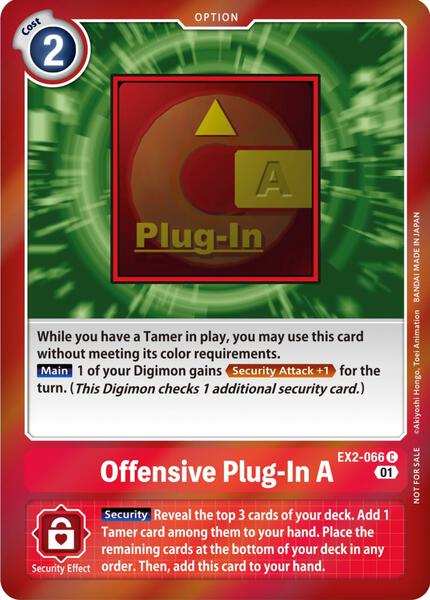 OPTION
Cost
2
A
Plug-In
While you have a Tamer in play, you may use this card
without meeting its color requirements.
Main 1 of your Digimon gains Security Attack +1 for the
turn. (This Digimon checks 1 additional security card.)
EX2-066 C
Offensive Plug-In A
01
Security Reveal the top 3 cards of your deck. Add 1
Tamer card among them to your hand. Place the
remaining cards at the bottom of your deck in any
order. Then, add this card to your hand.
Security Effect
NOT FOR SALE ©Akiyoshi Hongo, Toei Animation BANDAI MADE IN JAPAN